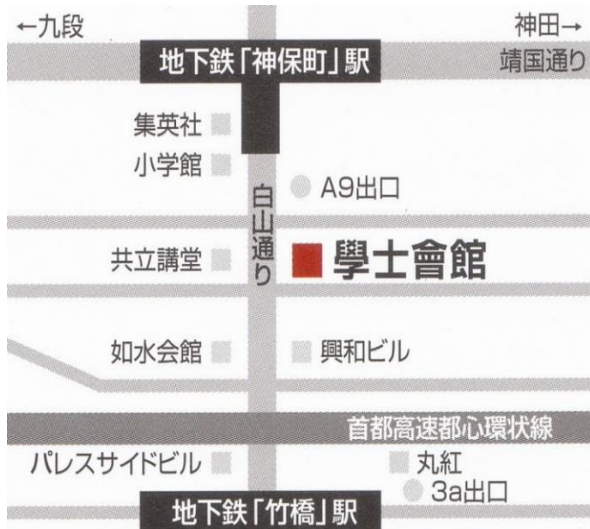 ←九段
神田→
地下鉄「神保町」駅
靖国通り
集英社
小学館
A9出口
白山通り
共立講堂
學士會館
如水会館
興和ビル
首都高速都心環状線
パレスサイドビル
丸紅
3a出口
地下鉄「竹橋」駅